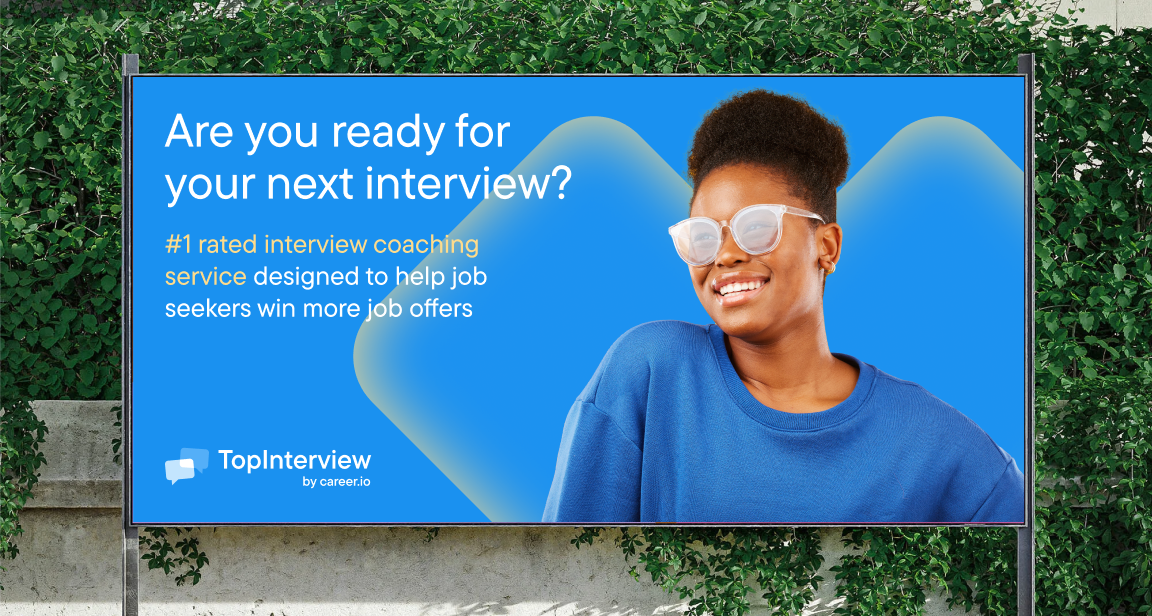 Are you ready for
your next interview?
#1 rated interview coaching
service designed to help job
seekers win more job offers
TopInterview
by career.io